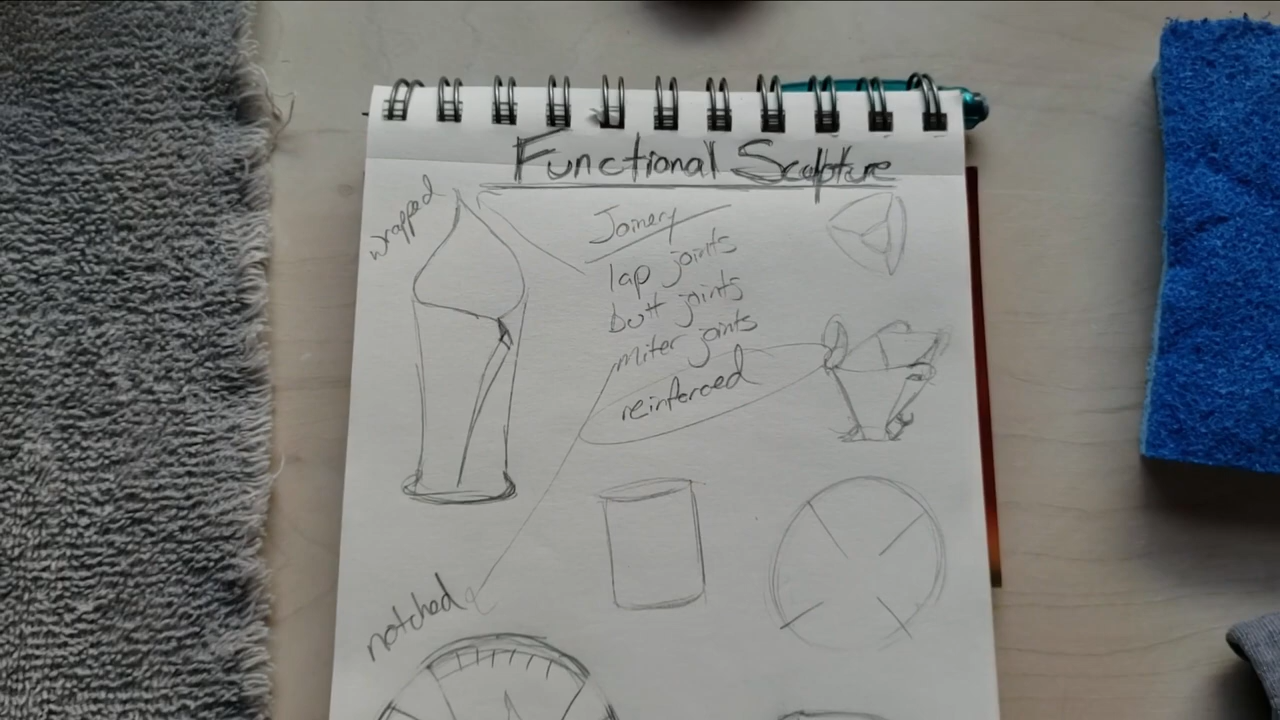 Functional Sculpture
wrapped
Joinery
lap joints
butt joints
miter joints
reinforced
notched